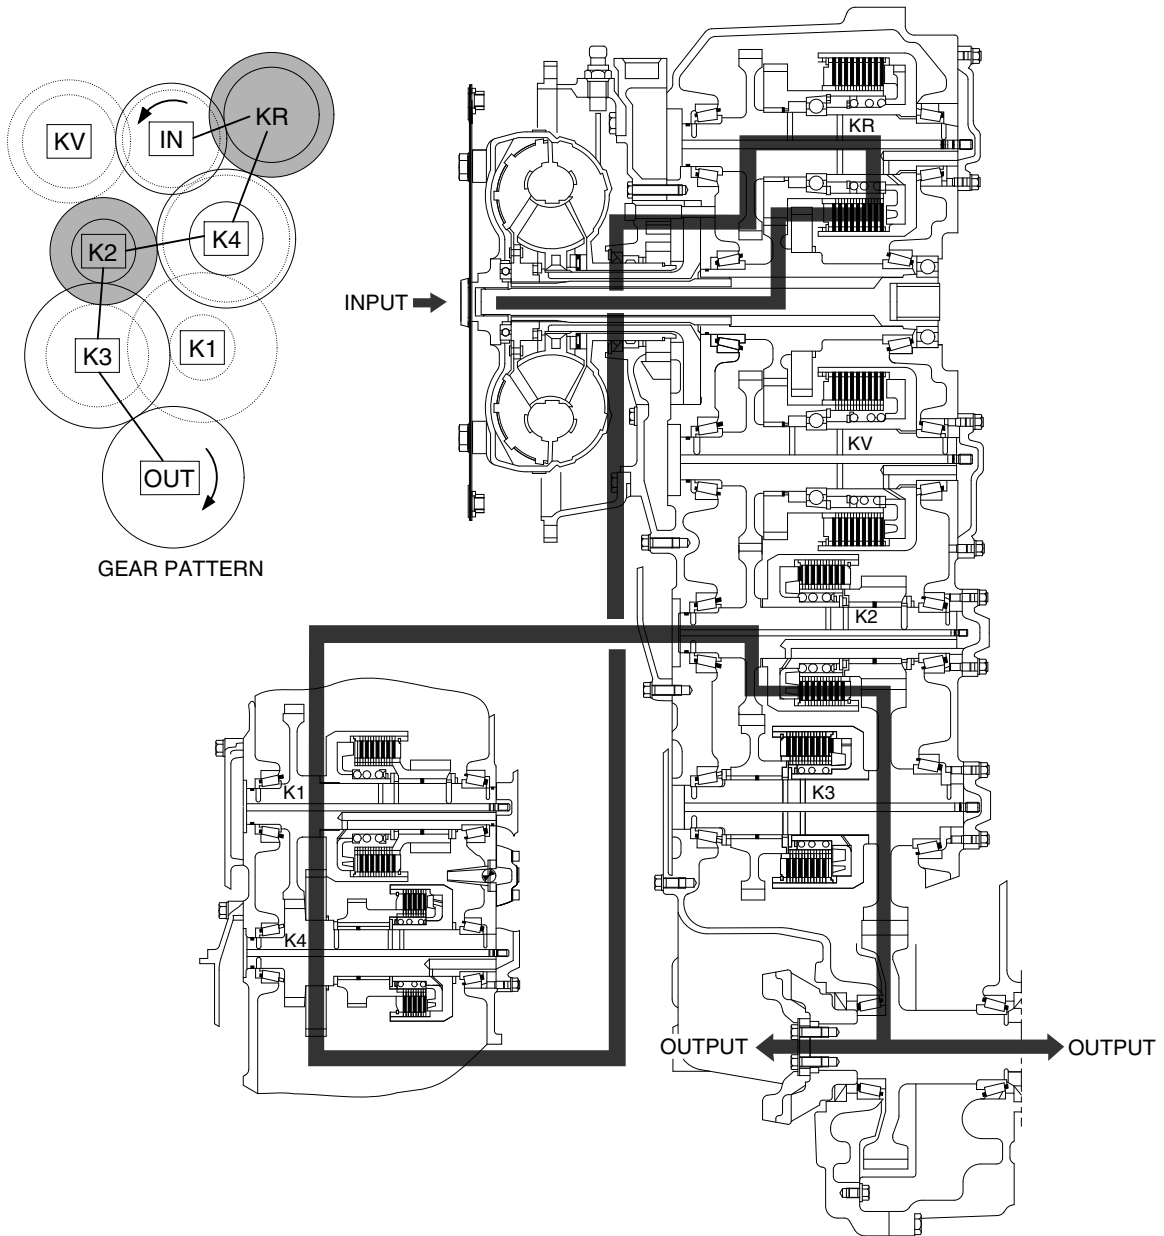 KV
IN
KR
K2
K4
K3
K1
OUT
GEAR PATTERN
INPUT
KR
KV
K2
K3
K1
K4
OUTPUT
OUTPUT